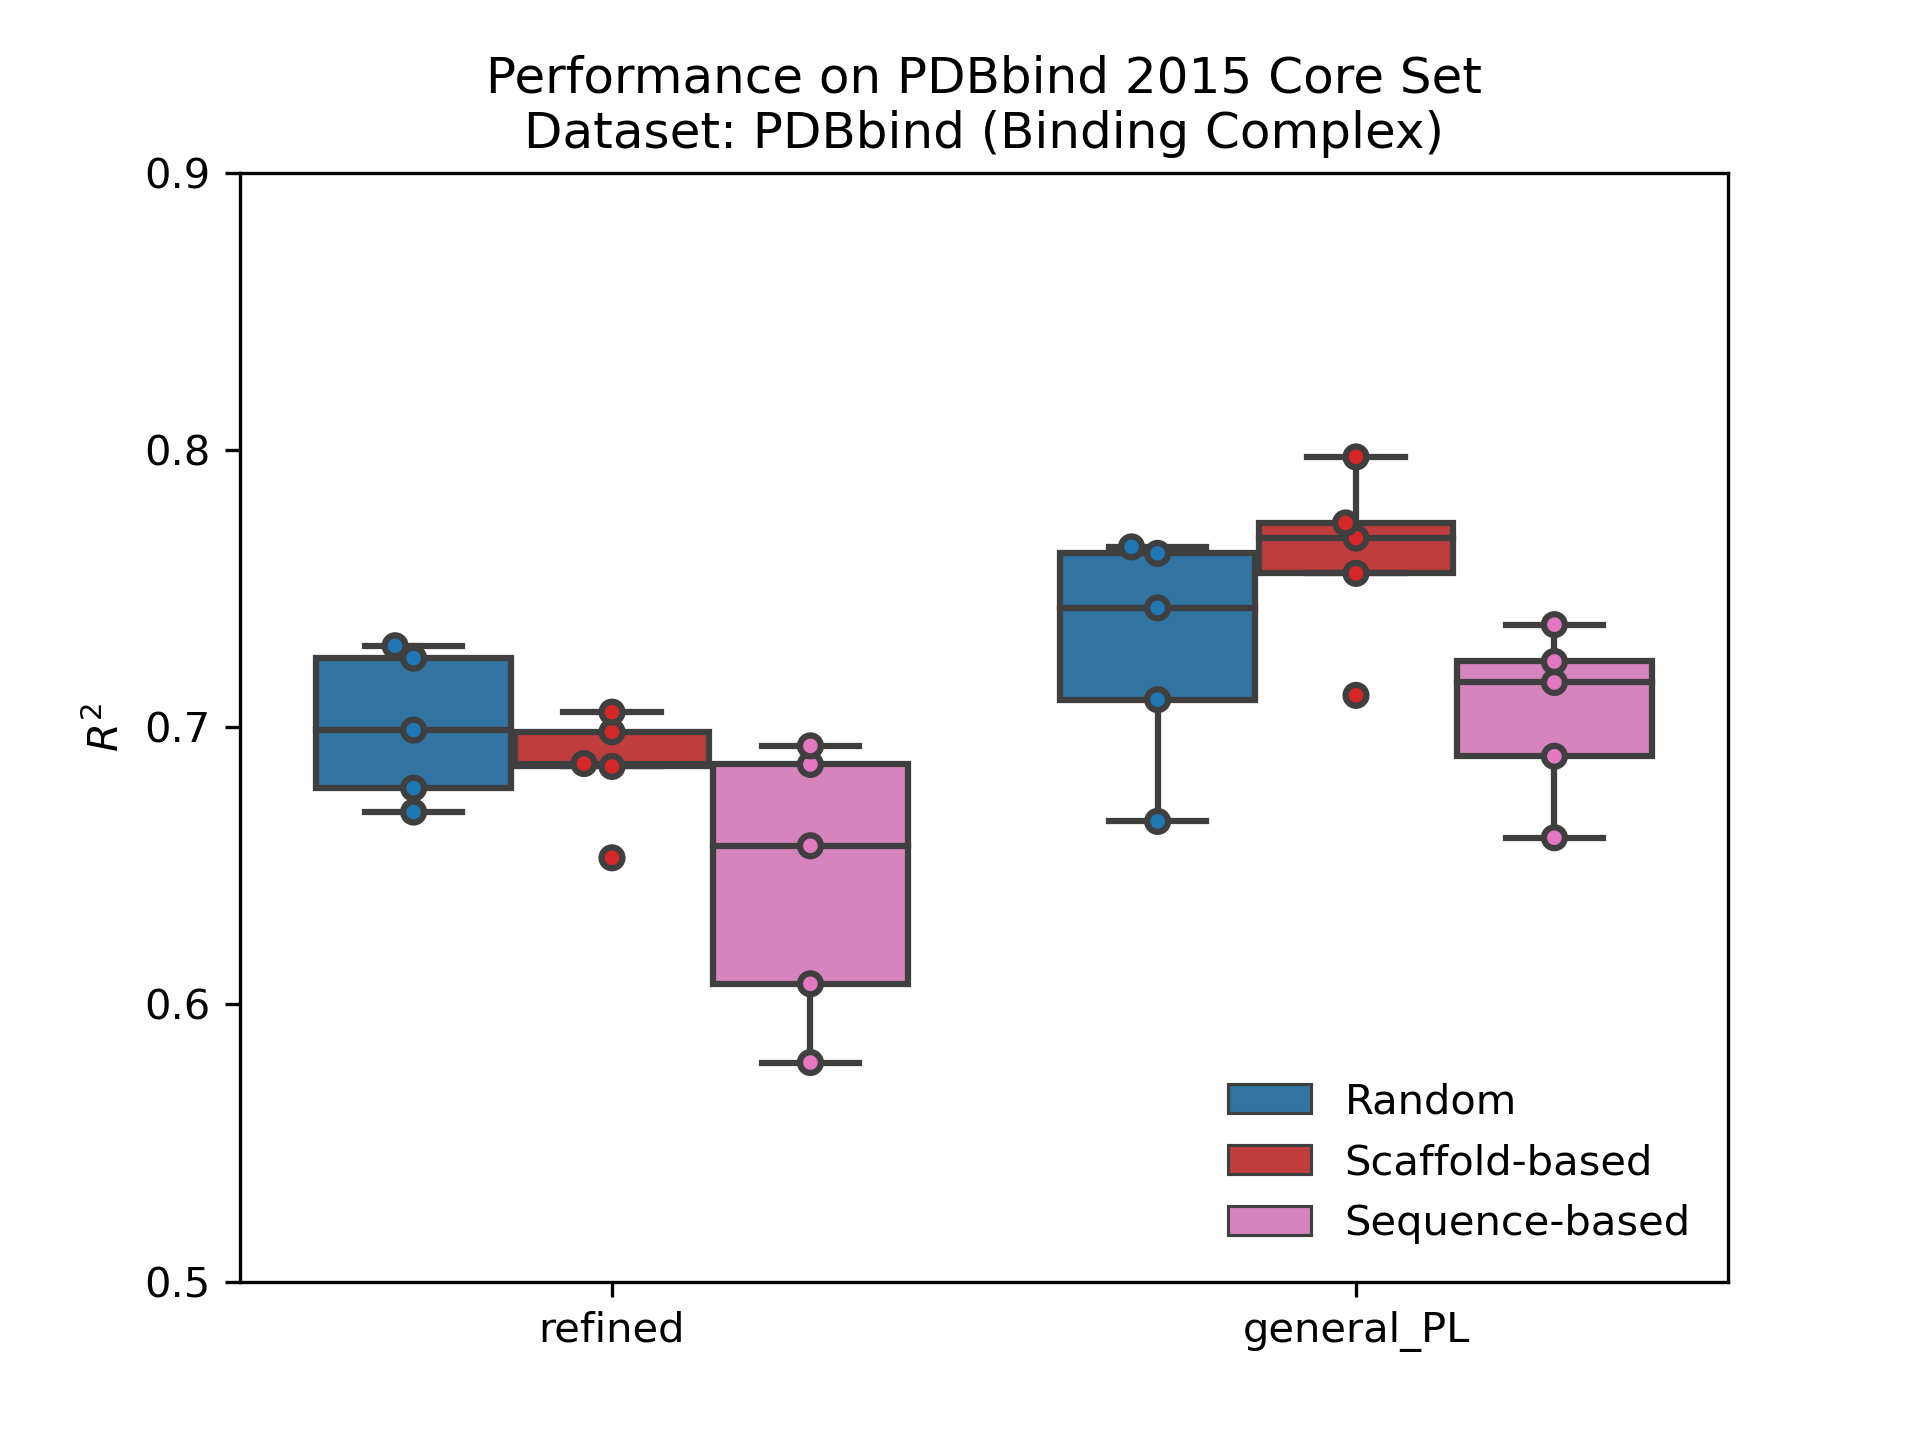 Performance on PDBbind 2015 Core Set
Dataset: PDBbind (Binding Complex)
0.9
0.8
0.7
0.6
0.5
R²
refined
general_PL
Random
Scaffold-based
Sequence-based